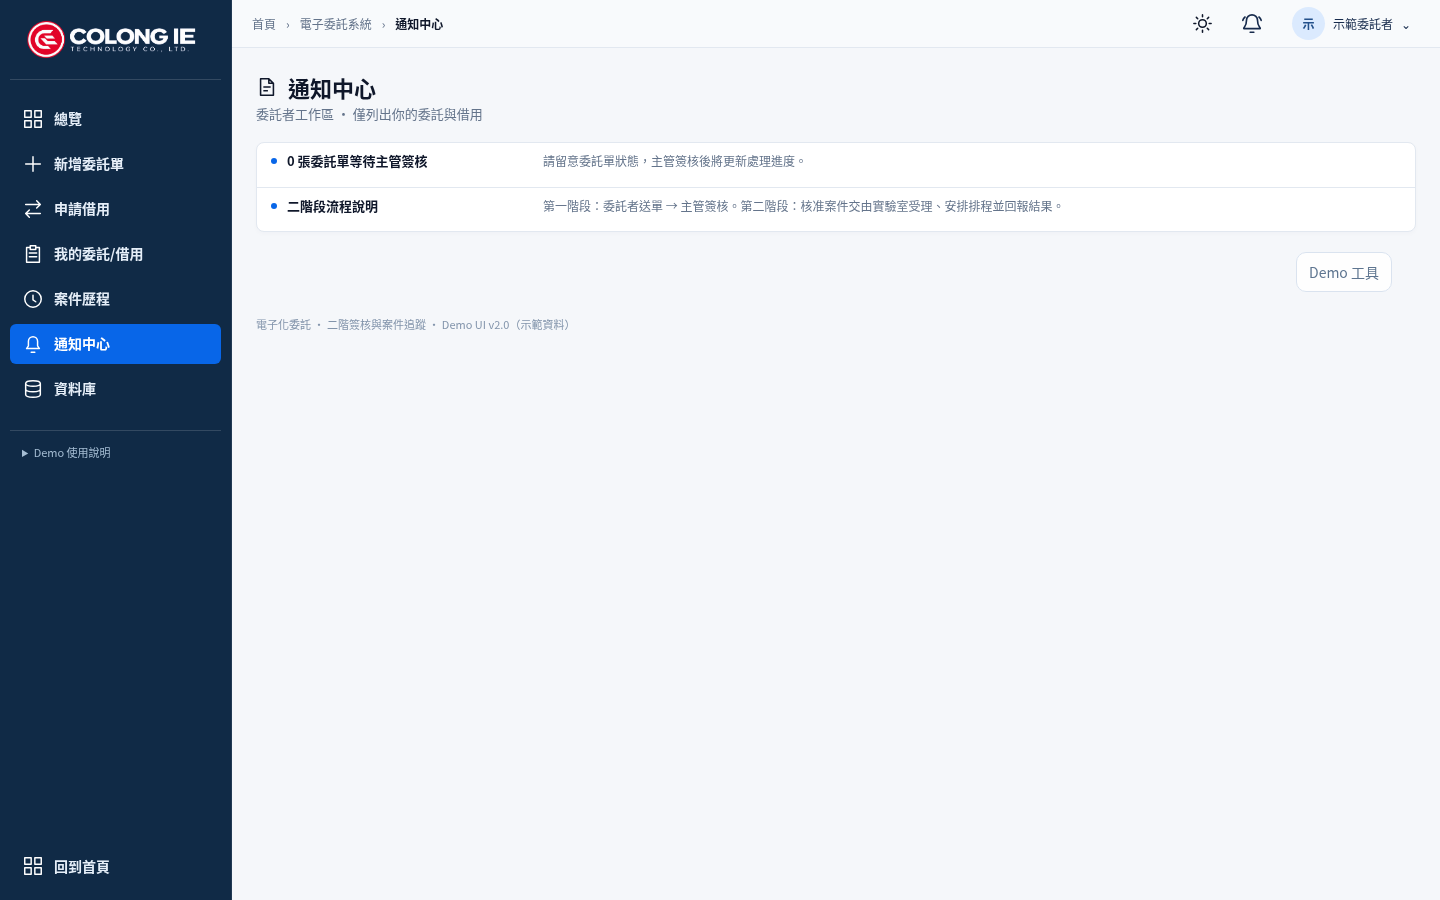 COLONG IE
TECHNOLOGY CO., LTD.
總覽
新增委託單
申請借用
我的委託/借用
案件歷程
通知中心
資料庫
▶ Demo 使用說明
回到首頁
首頁 › 電子委託系統 › 通知中心
示 示範委託者
通知中心
委託者工作區 • 僅列出你的委託與借用
0 張委託單等待主管簽核 請留意委託單狀態，主管簽核後將更新處理進度。
二階段流程說明 第一階段：委託者送單 → 主管簽核。第二階段：核准案件交由實驗室受理、安排排程並回報結果。
Demo 工具
電子化委託 • 二階簽核與案件追蹤 • Demo UI v2.0（示範資料）